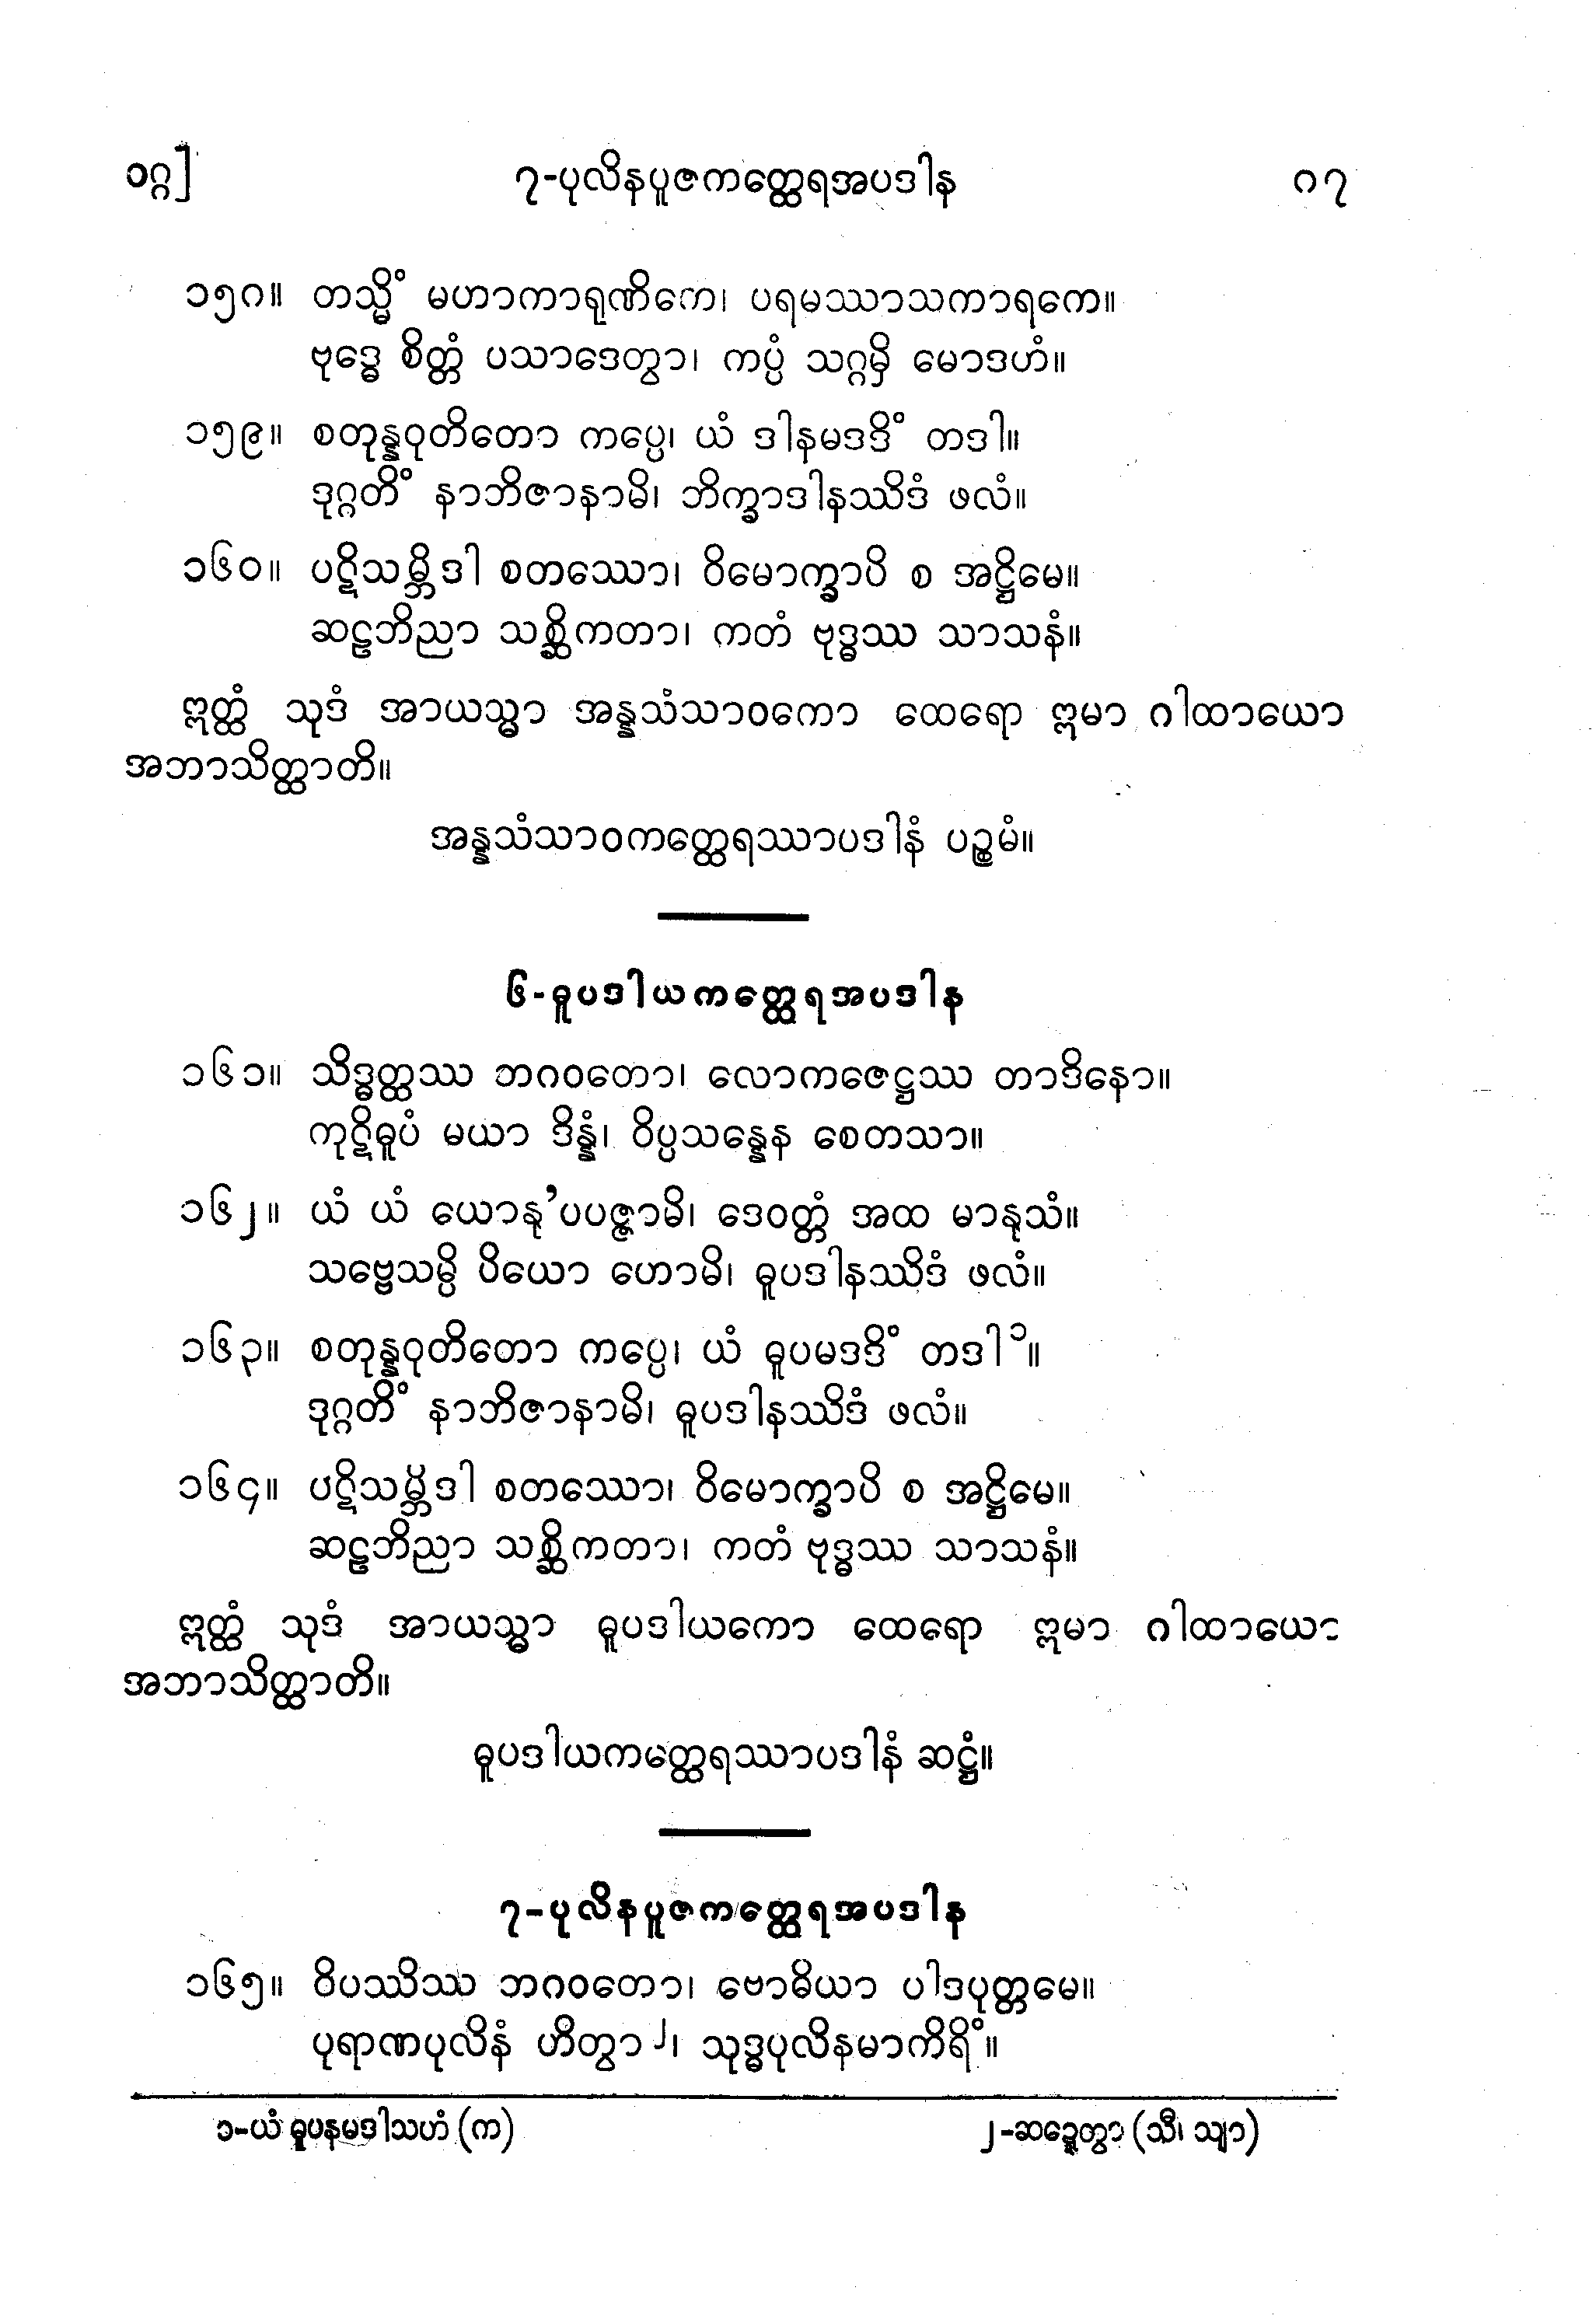 ၁၇] ၇-ပုလိနပူဇကတ္ထေရအပဒါန ၈၇
၁၅၈။ တသ္မိံ မဟာကာရုဏိကေ၊ ပရမဿာသကာရကေ။
ဗုဒ္ဓေ စိတ္တံ ပသာဒေတွာ၊ ကပ္ပံ သဂ္ဂမှိ မောဒဟံ။
၁၅၉။ စတုန္နဝုတိတော ကပ္ပေ၊ ယံ ဒါနမဒဒိံ တဒါ။
ဒုဂ္ဂတိံ နာဘိဇာနာမိ၊ ဘိက္ခာဒါနဿိဒံ ဖလံ။
၁၆၀။ ပဋိသမ္ဘိဒါ စတဿော၊ ဝိမောက္ခာပိ စ အဋ္ဌိမေ။
ဆဠဘိညာ သစ္ဆိကတာ၊ ကတံ ဗုဒ္ဓဿ သာသနံ။
ဣတ္ထံ သုဒံ အာယသ္မာ အန္နသံသာဝကော ထေရော ဣမာ ဂါထာယော
အဘာသိတ္ထာတိ။
အန္နသံသာဝကတ္ထေရဿာပဒါနံ ပဉ္စမံ။
၆-ဓူပဒါယကတ္ထေရအပဒါန
၁၆၁။ သိဒ္ဓတ္ထဿ ဘဂဝတော၊ လောကဇေဋ္ဌဿ တာဒိနော။
ကုဋိဓူပံ မယာ ဒိန္နံ၊ ဝိပ္ပသန္နေန စေတသာ။
၁၆၂။ ယံ ယံ ယောနု’ပပဇ္ဇာမိ၊ ဒေဝတ္တံ အထ မာနုသံ။
သဗ္ဗေသမ္ပိ ပိယော ဟောမိ၊ ဓူပဒါနဿိဒံ ဖလံ။
၁၆၃။ စတုန္နဝုတိတော ကပ္ပေ၊ ယံ ဓူပမဒဒိံ တဒါ ၁။
ဒုဂ္ဂတိံ နာဘိဇာနာမိ၊ ဓူပဒါနဿိဒံ ဖလံ။
၁၆၄။ ပဋိသမ္ဘိဒါ စတဿော၊ ဝိမောက္ခာပိ စ အဋ္ဌိမေ။
ဆဠဘိညာ သစ္ဆိကတာ၊ ကတံ ဗုဒ္ဓဿ သာသနံ။
ဣတ္ထံ သုဒံ အာယသ္မာ ဓူပဒါယကော ထေရော ဣမာ ဂါထာယော
အဘာသိတ္ထာတိ။
ဓူပဒါယကတ္ထေရဿာပဒါနံ ဆဋ္ဌံ။
၇-ပုလိနပူဇကတ္ထေရအပဒါန
၁၆၅။ ဝိပဿိဿ ဘဂဝတော၊ ဗောဓိယာ ပါဒပုတ္တမေ။
ပုရာဏပုလိနံ ဟိတွာ ၂၊ သုဒ္ဓပုလိနမာကိရိံ။
၁-ယံ ဓူပနမဒါသဟံ (က) ၂-ဆဍ္ဍေတွာ (သီ၊ သျာ)